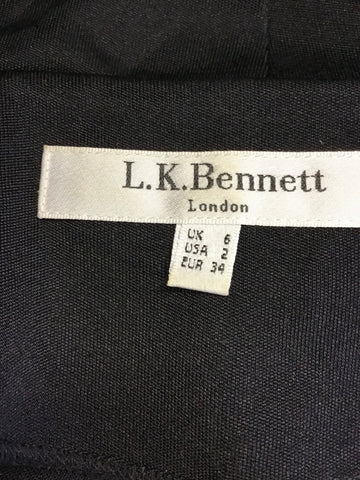 L.K.Bennett
London
UK 6
USA 2
EUR 34